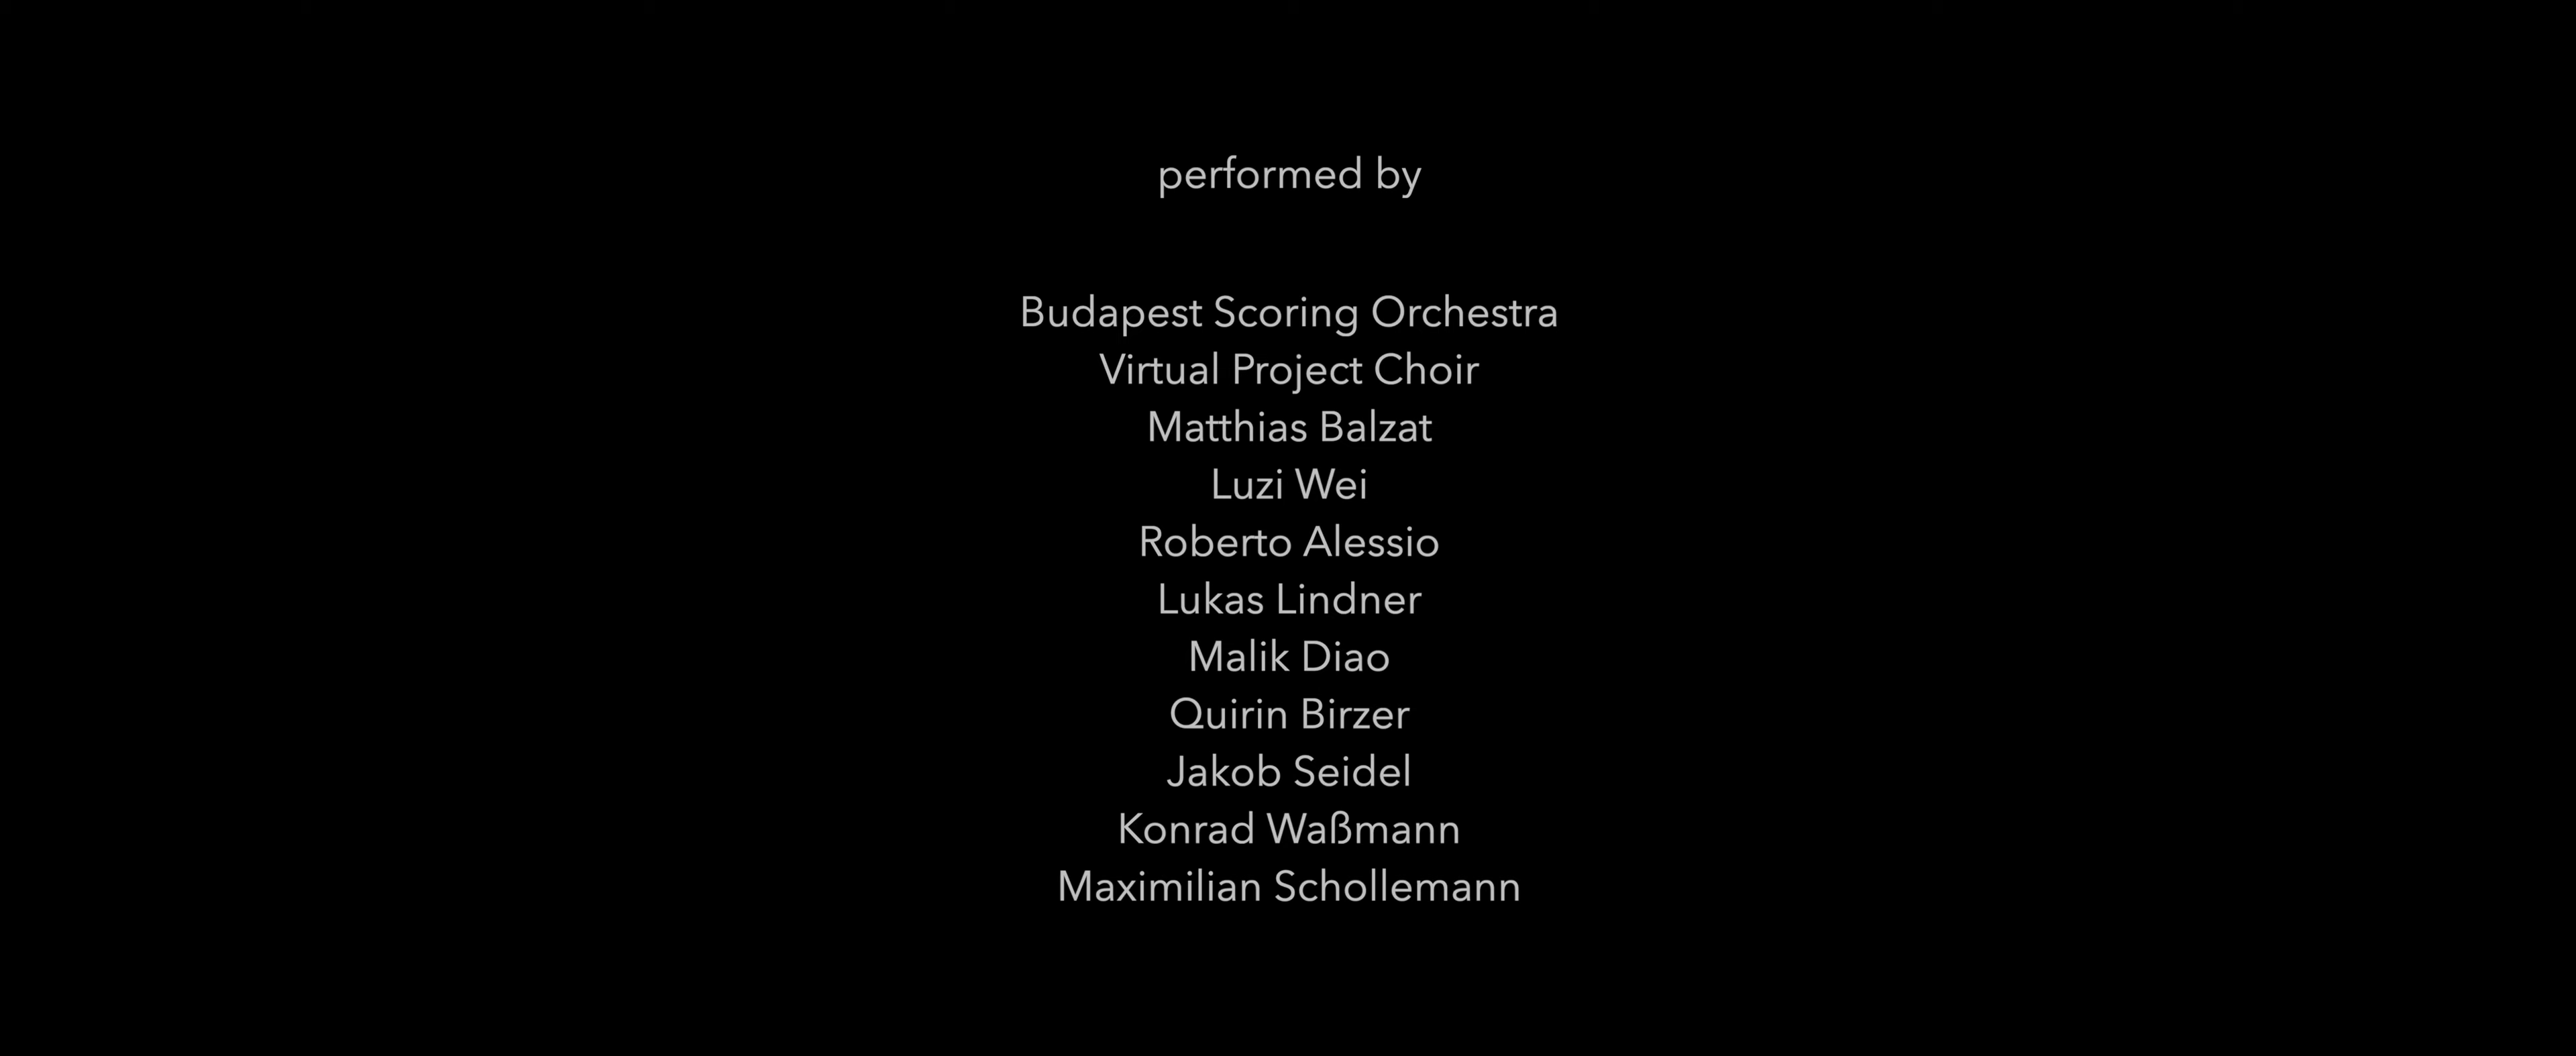 performed by
Budapest Scoring Orchestra
Virtual Project Choir
Matthias Balzat
Luzi Wei
Roberto Alessio
Lukas Lindner
Malik Diao
Quirin Birzer
Jakob Seidel
Konrad Waßmann
Maximilian Schollemann